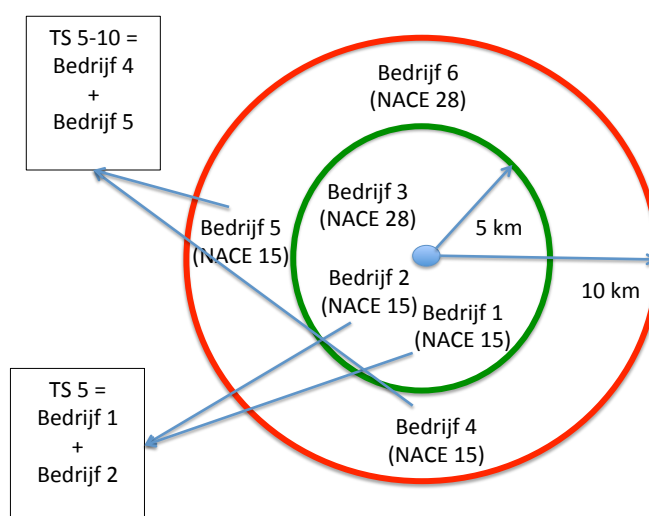 TS 5-10 =
Bedrijf 4
+
Bedrijf 5
Bedrijf 6
(NACE 28)
Bedrijf 3
(NACE 28)
5 km
Bedrijf 5
(NACE 15)
10 km
Bedrijf 2
(NACE 15)
Bedrijf 1
(NACE 15)
TS 5 =
Bedrijf 1
+
Bedrijf 2
Bedrijf 4
(NACE 15)